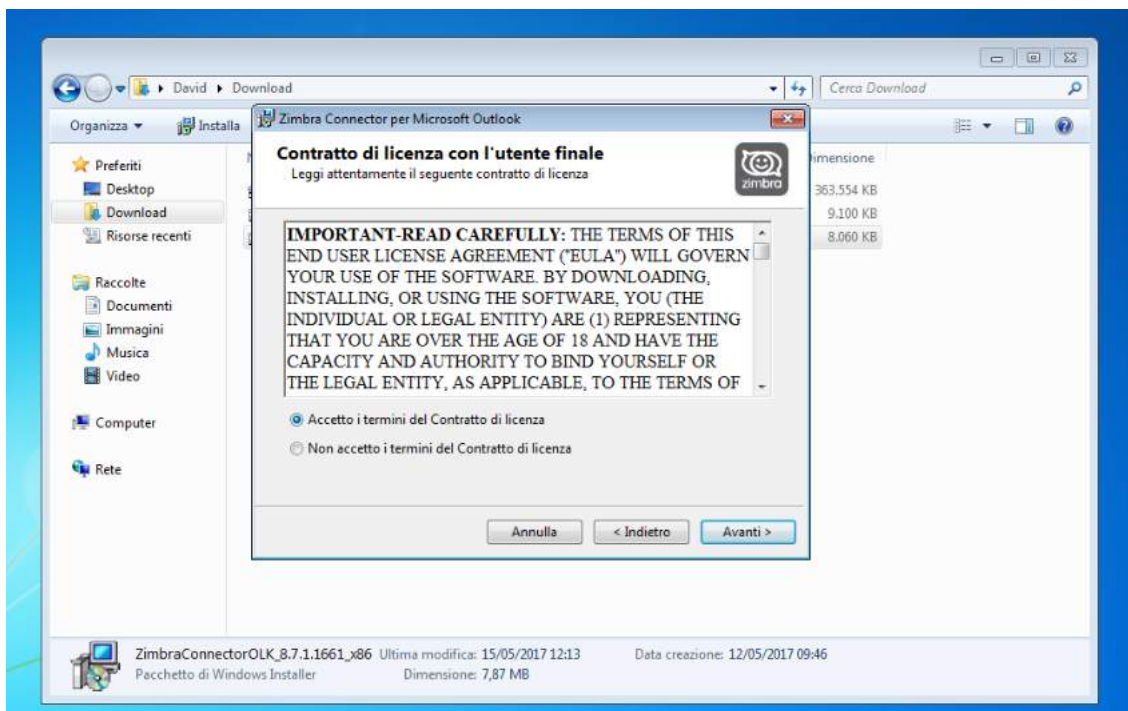 David ▸ Download
Cerca Download
Organizza
Installa
Zimbra Connector per Microsoft Outlook
Contratto di licenza con l'utente finale
Leggi attentamente il seguente contratto di licenza
zimbra
Preferiti
Desktop
Download
Risorse recenti
Raccolte
Documenti
Immagini
Musica
Video
Computer
Rete
363.554 KB
9.100 KB
8.060 KB
IMPORTANT-READ CAREFULLY: THE TERMS OF THIS
END USER LICENSE AGREEMENT ("EULA") WILL GOVERN
YOUR USE OF THE SOFTWARE. BY DOWNLOADING,
INSTALLING, OR USING THE SOFTWARE, YOU (THE
INDIVIDUAL OR LEGAL ENTITY) ARE (1) REPRESENTING
THAT YOU ARE OVER THE AGE OF 18 AND HAVE THE
CAPACITY AND AUTHORITY TO BIND YOURSELF OR
THE LEGAL ENTITY, AS APPLICABLE, TO THE TERMS OF
Accetto i termini del Contratto di licenza
Non accetto i termini del Contratto di licenza
Annulla
< Indietro
Avanti >
ZimbraConnectorOLK_8.7.1.1661_x86 Ultima modifica: 15/05/2017 12:13 Data creazione: 12/05/2017 09:46
Pacchetto di Windows Installer Dimensione: 7,87 MB